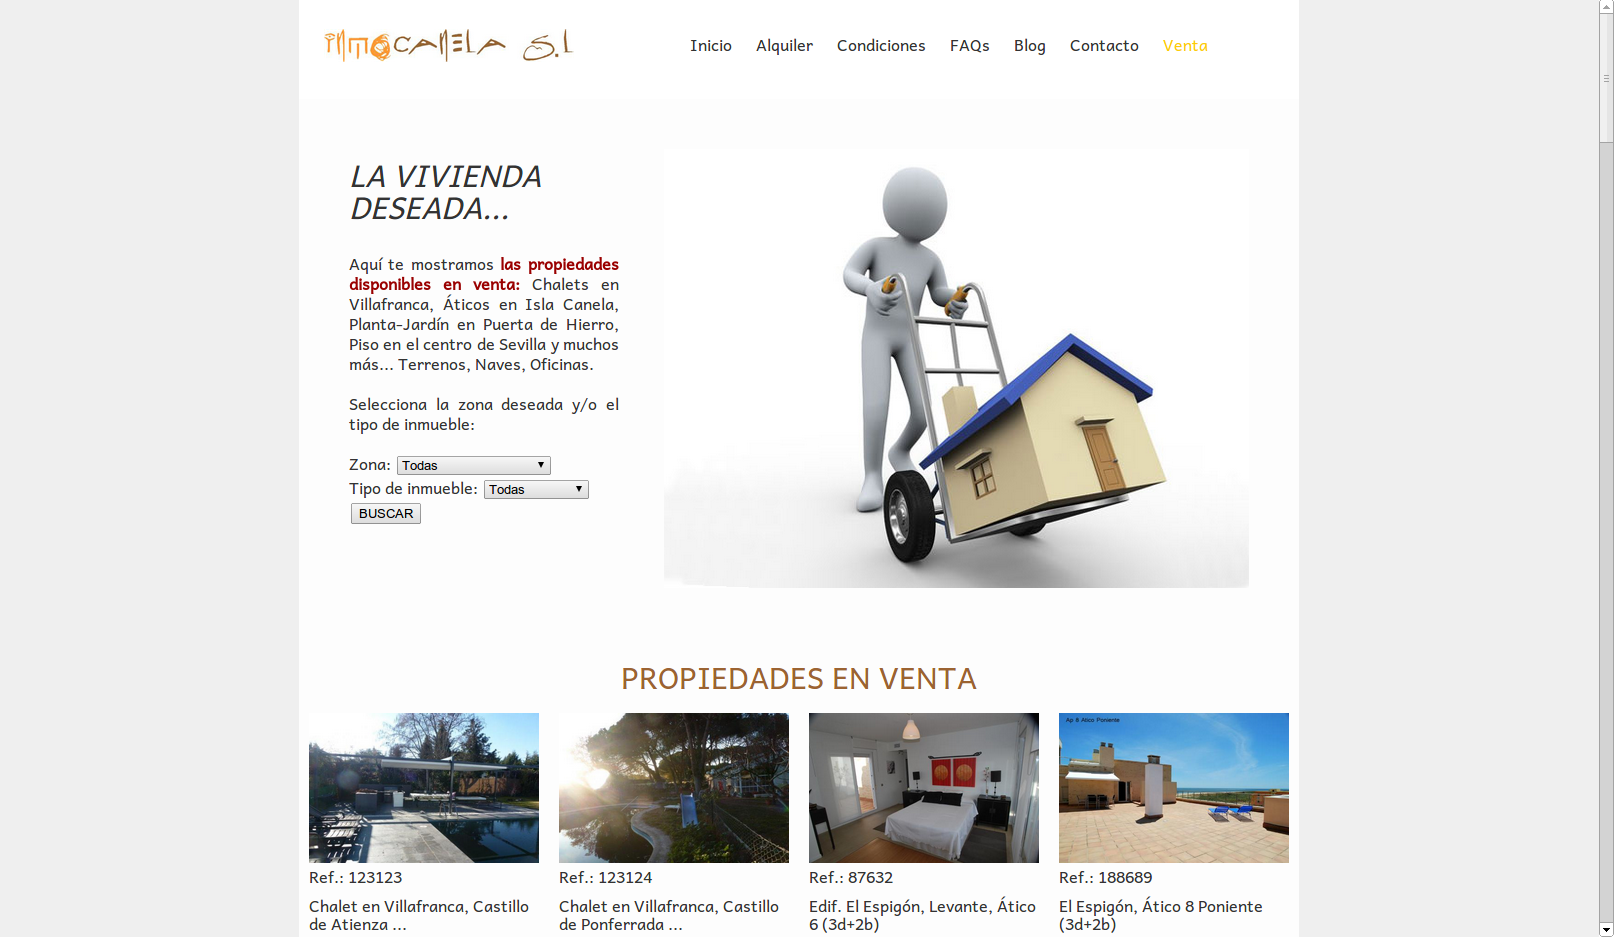 INMOCANELA S.L
Inicio Alquiler Condiciones FAQs Blog Contacto Venta
LA VIVIENDA
DESEADA...
Aquí te mostramos las propiedades
disponibles en venta: Chalets en
Villafranca, Áticos en Isla Canela,
Planta-Jardín en Puerta de Hierro,
Piso en el centro de Sevilla y muchos
más... Terrenos, Naves, Oficinas.
Selecciona la zona deseada y/o el
tipo de inmueble:
Zona: Todas
Tipo de inmueble: Todas
BUSCAR
PROPIEDADES EN VENTA
Ap 8 Atico Poniente
Ref.: 123123
Chalet en Villafranca, Castillo
de Atienza ...
Ref.: 123124
Chalet en Villafranca, Castillo
de Ponferrada ...
Ref.: 87632
Edif. El Espigón, Levante, Ático
6 (3d+2b)
Ref.: 188689
El Espigón, Ático 8 Poniente
(3d+2b)